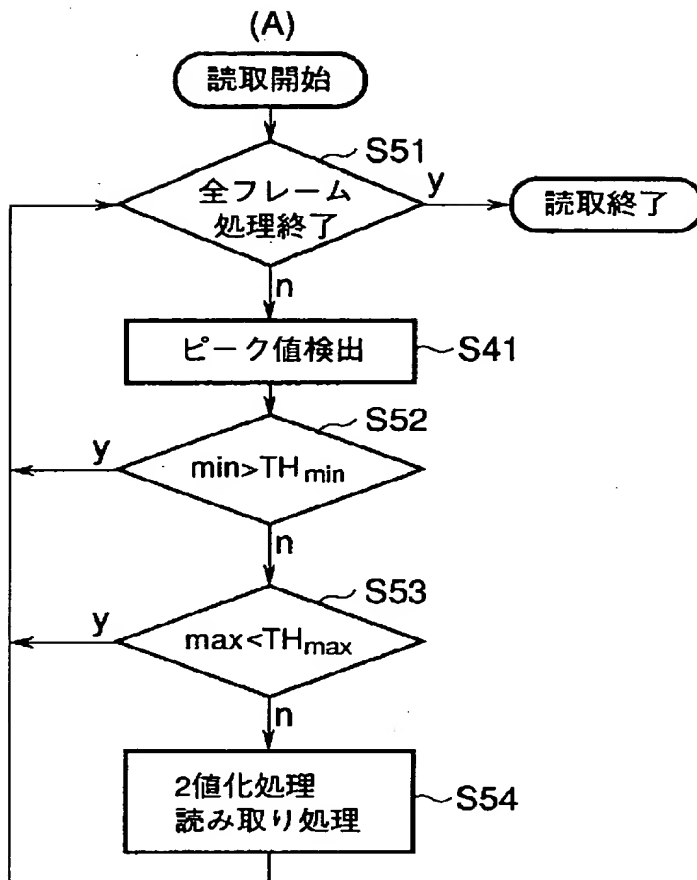 (A)
読取開始
S51
全フレーム
処理終了
y
読取終了
n
ピーク値検出
S41
S52
y
min>THmin
n
S53
y
max<THmax
n
2値化処理
読み取り処理
S54